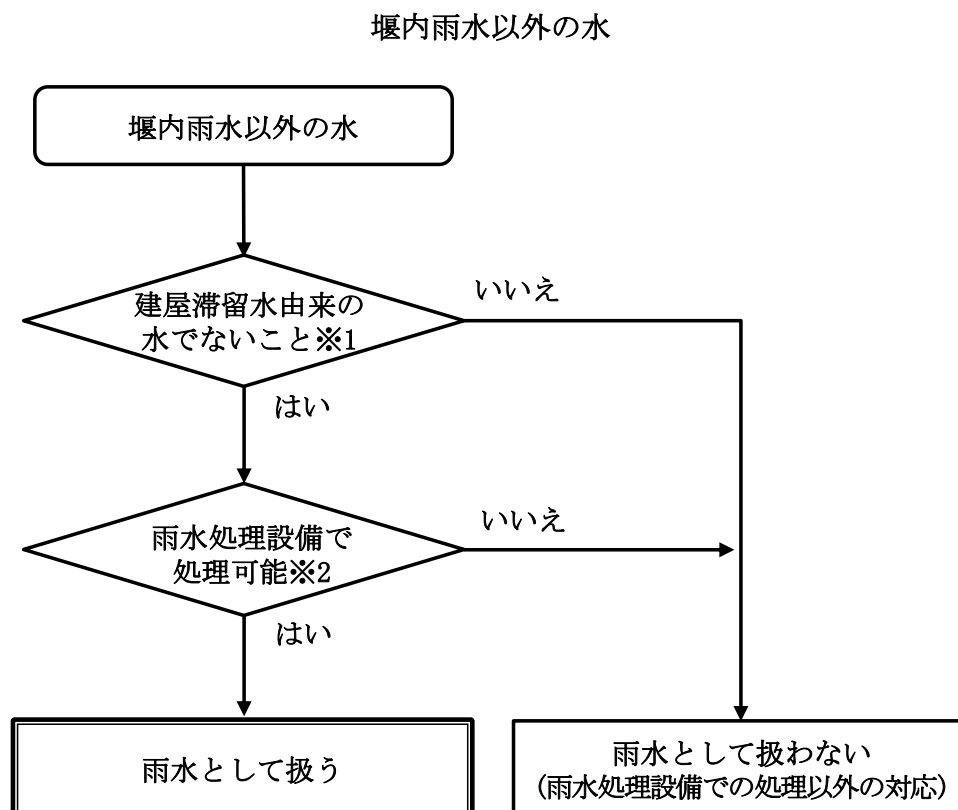 堰内雨水以外の水
堰内雨水以外の水
建屋滞留水由来の
水でないこと※1
いいえ
はい
雨水処理設備で
処理可能※2
いいえ
はい
雨水として扱う
雨水として扱わない
(雨水処理設備での処理以外の対応)